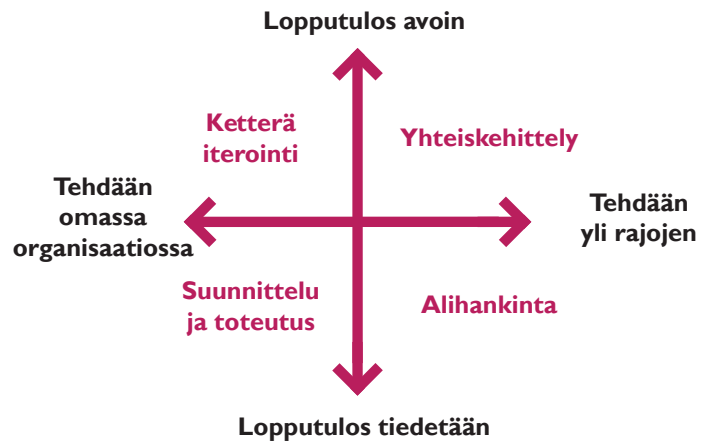 Lopputulos avoin
Ketterä
iterointi
Yhteiskehittely
Tehdään
omassa
organisaatiossa
Tehdään
yli rajojen
Suunnittelu
ja toteutus
Alihankinta
Lopputulos tiedetään